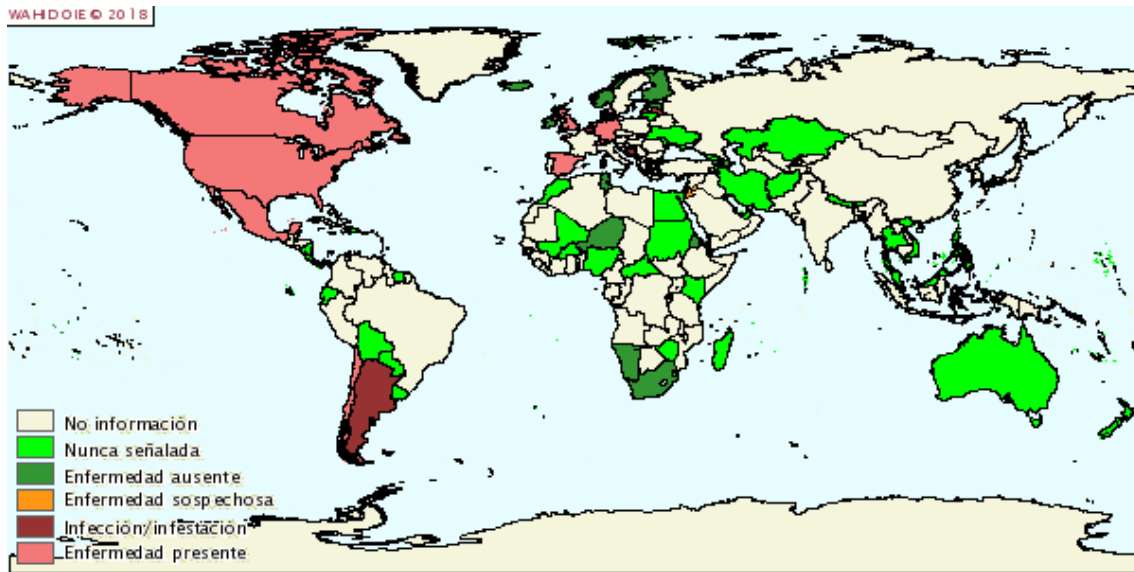 WAHIDOIE© 2018
No información
Nunca señalada
Enfermedad ausente
Enfermedad sospechosa
Infección/infestación
Enfermedad presente